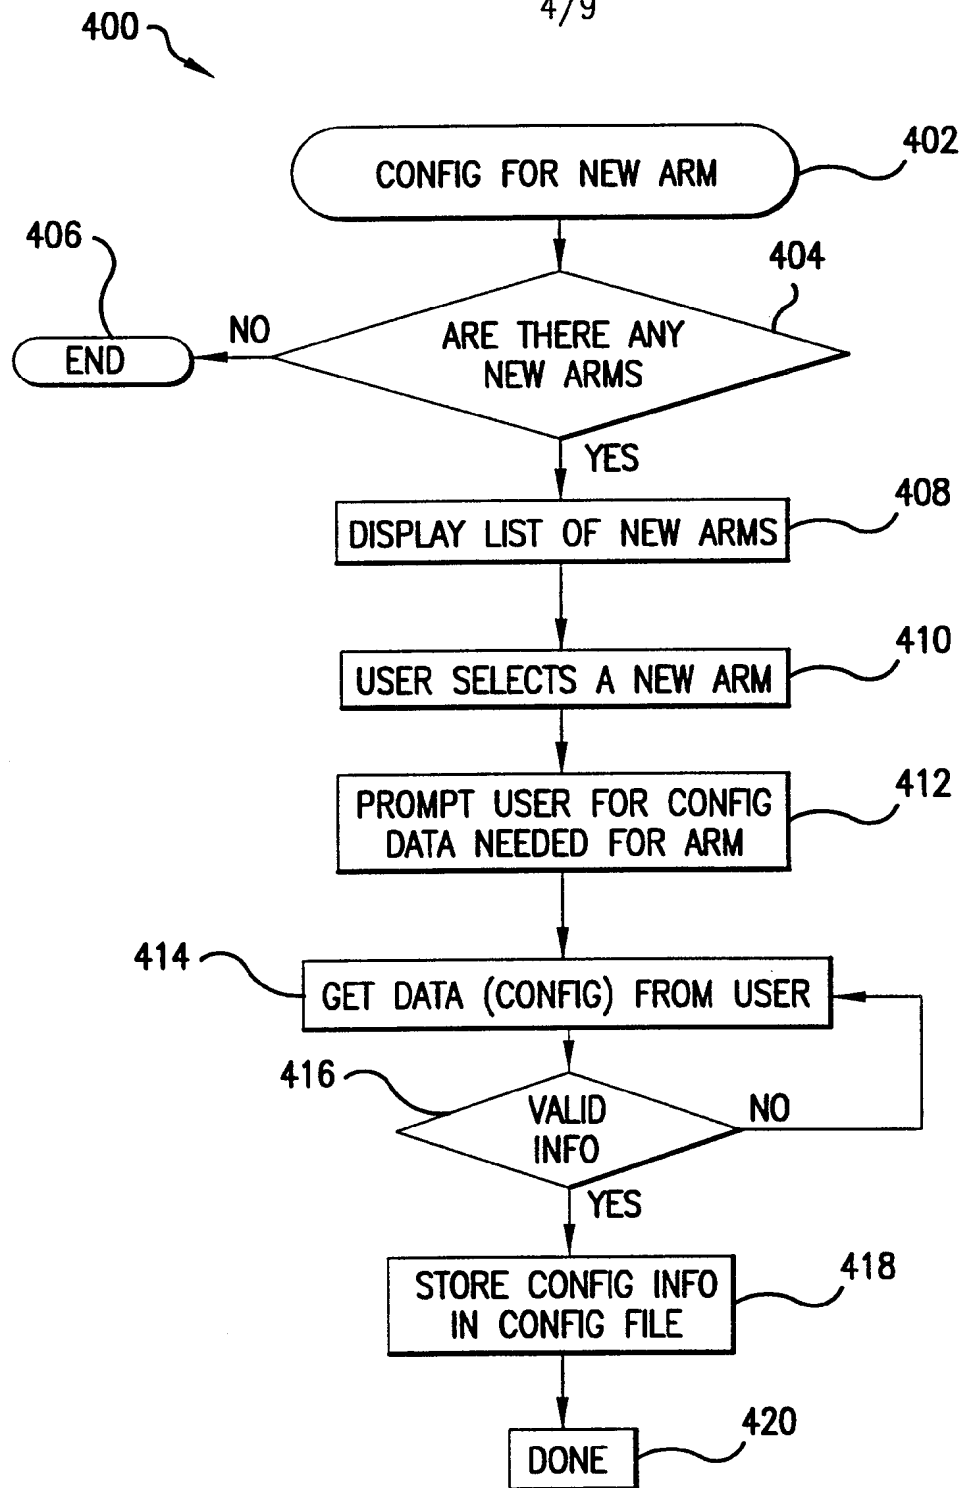 4/9
400
CONFIG FOR NEW ARM
402
406
404
NO
ARE THERE ANY
NEW ARMS
END
YES
408
DISPLAY LIST OF NEW ARMS
410
USER SELECTS A NEW ARM
412
PROMPT USER FOR CONFIG
DATA NEEDED FOR ARM
414
GET DATA (CONFIG) FROM USER
416
VALID
INFO
NO
YES
418
STORE CONFIG INFO
IN CONFIG FILE
420
DONE